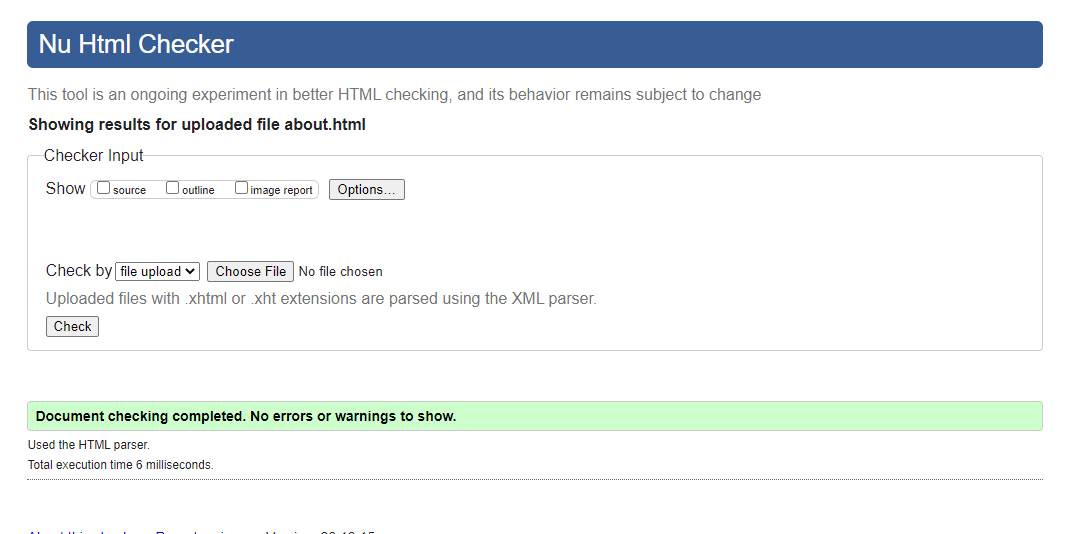 Nu Html Checker
This tool is an ongoing experiment in better HTML checking, and its behavior remains subject to change
Showing results for uploaded file about.html
Checker Input
Show source outline image report Options...
Check by file upload Choose File No file chosen
Uploaded files with .xhtml or .xht extensions are parsed using the XML parser.
Check
Document checking completed. No errors or warnings to show.
Used the HTML parser.
Total execution time 6 milliseconds.